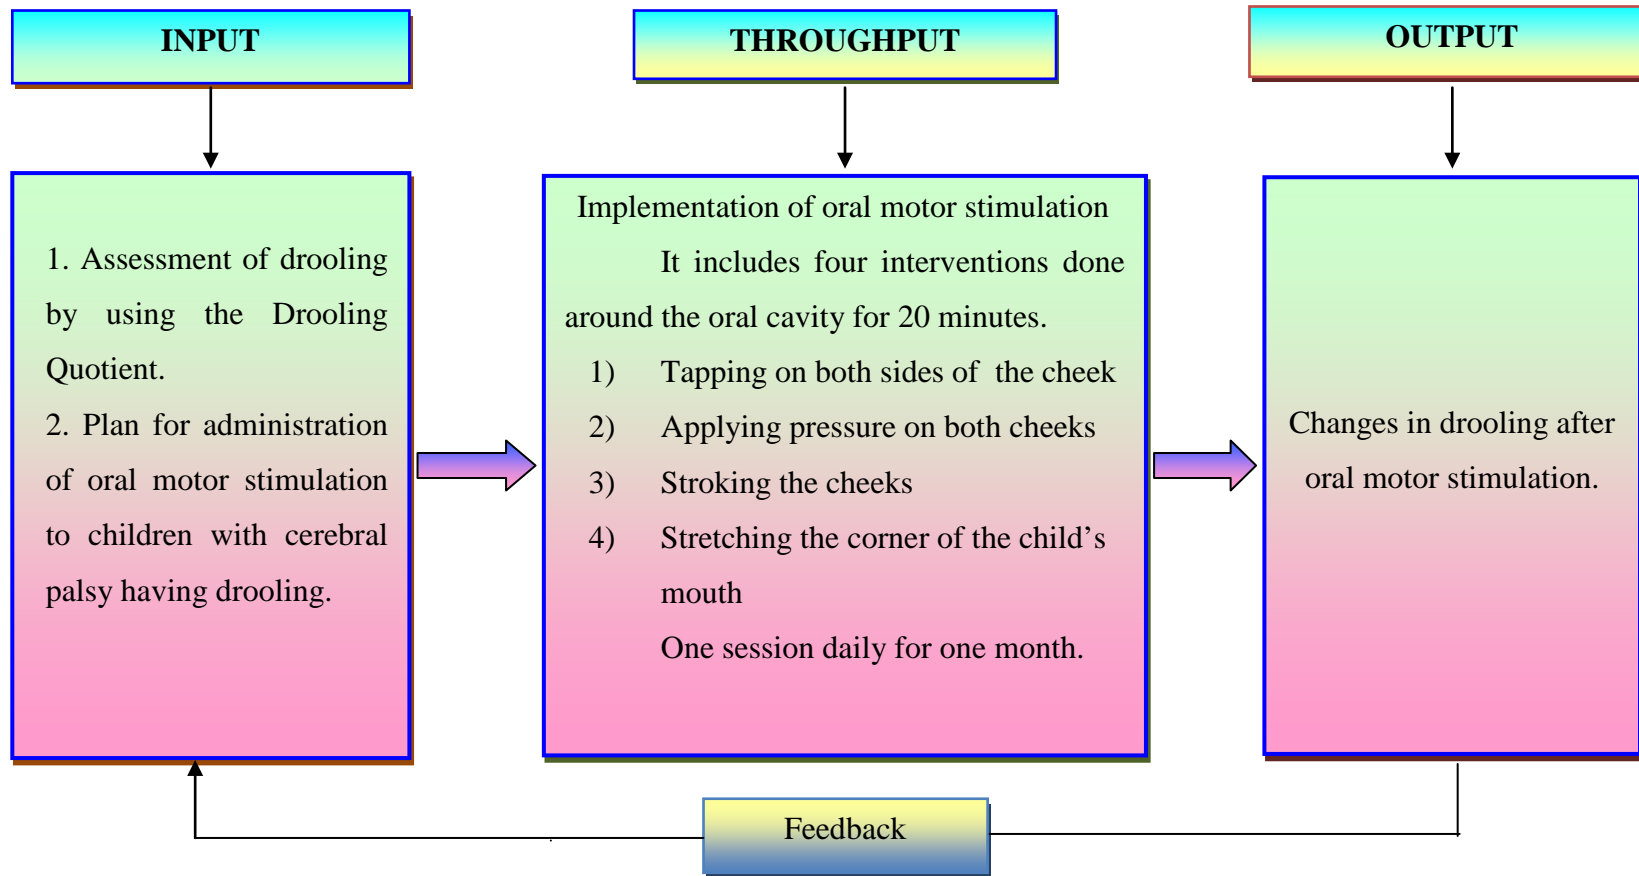 INPUT
THROUGHPUT
OUTPUT
1. Assessment of drooling
by using the Drooling
Quotient.
2. Plan for administration
of oral motor stimulation
to children with cerebral
palsy having drooling.
Implementation of oral motor stimulation
It includes four interventions done
around the oral cavity for 20 minutes.
1) Tapping on both sides of the cheek
2) Applying pressure on both cheeks
3) Stroking the cheeks
4) Stretching the corner of the child’s
mouth
One session daily for one month.
Changes in drooling after
oral motor stimulation.
Feedback